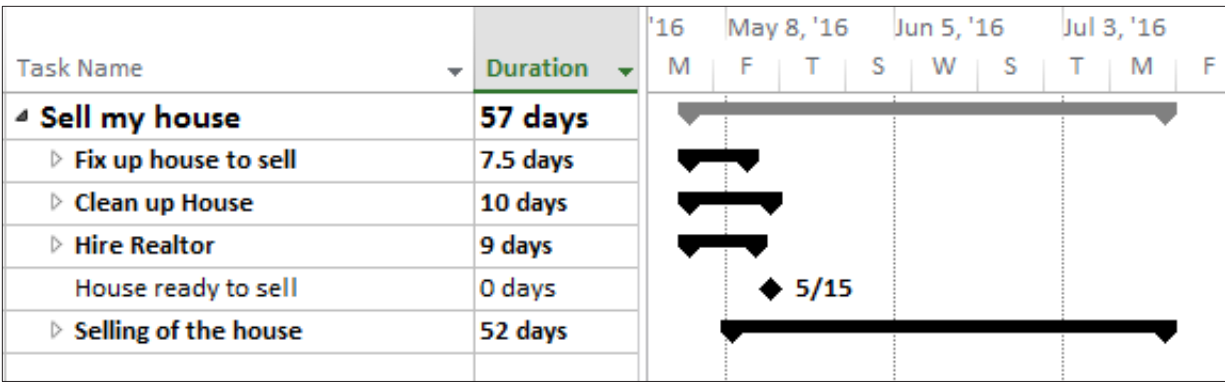 '16 May 8, '16 Jun 5, '16 Jul 3, '16
Task Name Duration M F T S W S T M F
Sell my house 57 days
Fix up house to sell 7.5 days
Clean up House 10 days
Hire Realtor 9 days
House ready to sell 0 days 5/15
Selling of the house 52 days